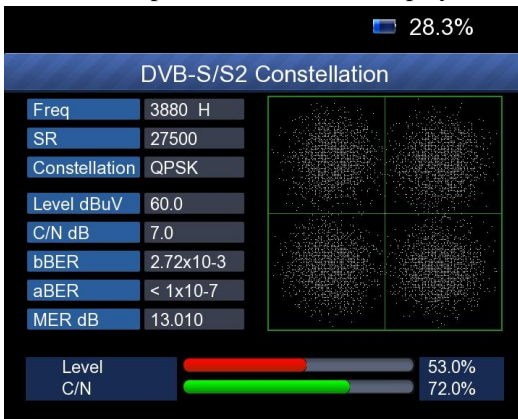 28.3%
DVB-S/S2 Constellation
Freq 3880 H
SR 27500
Constellation QPSK
Level dBuV 60.0
C/N dB 7.0
bBER 2.72x10-3
aBER < 1x10-7
MER dB 13.010
Level 53.0%
C/N 72.0%